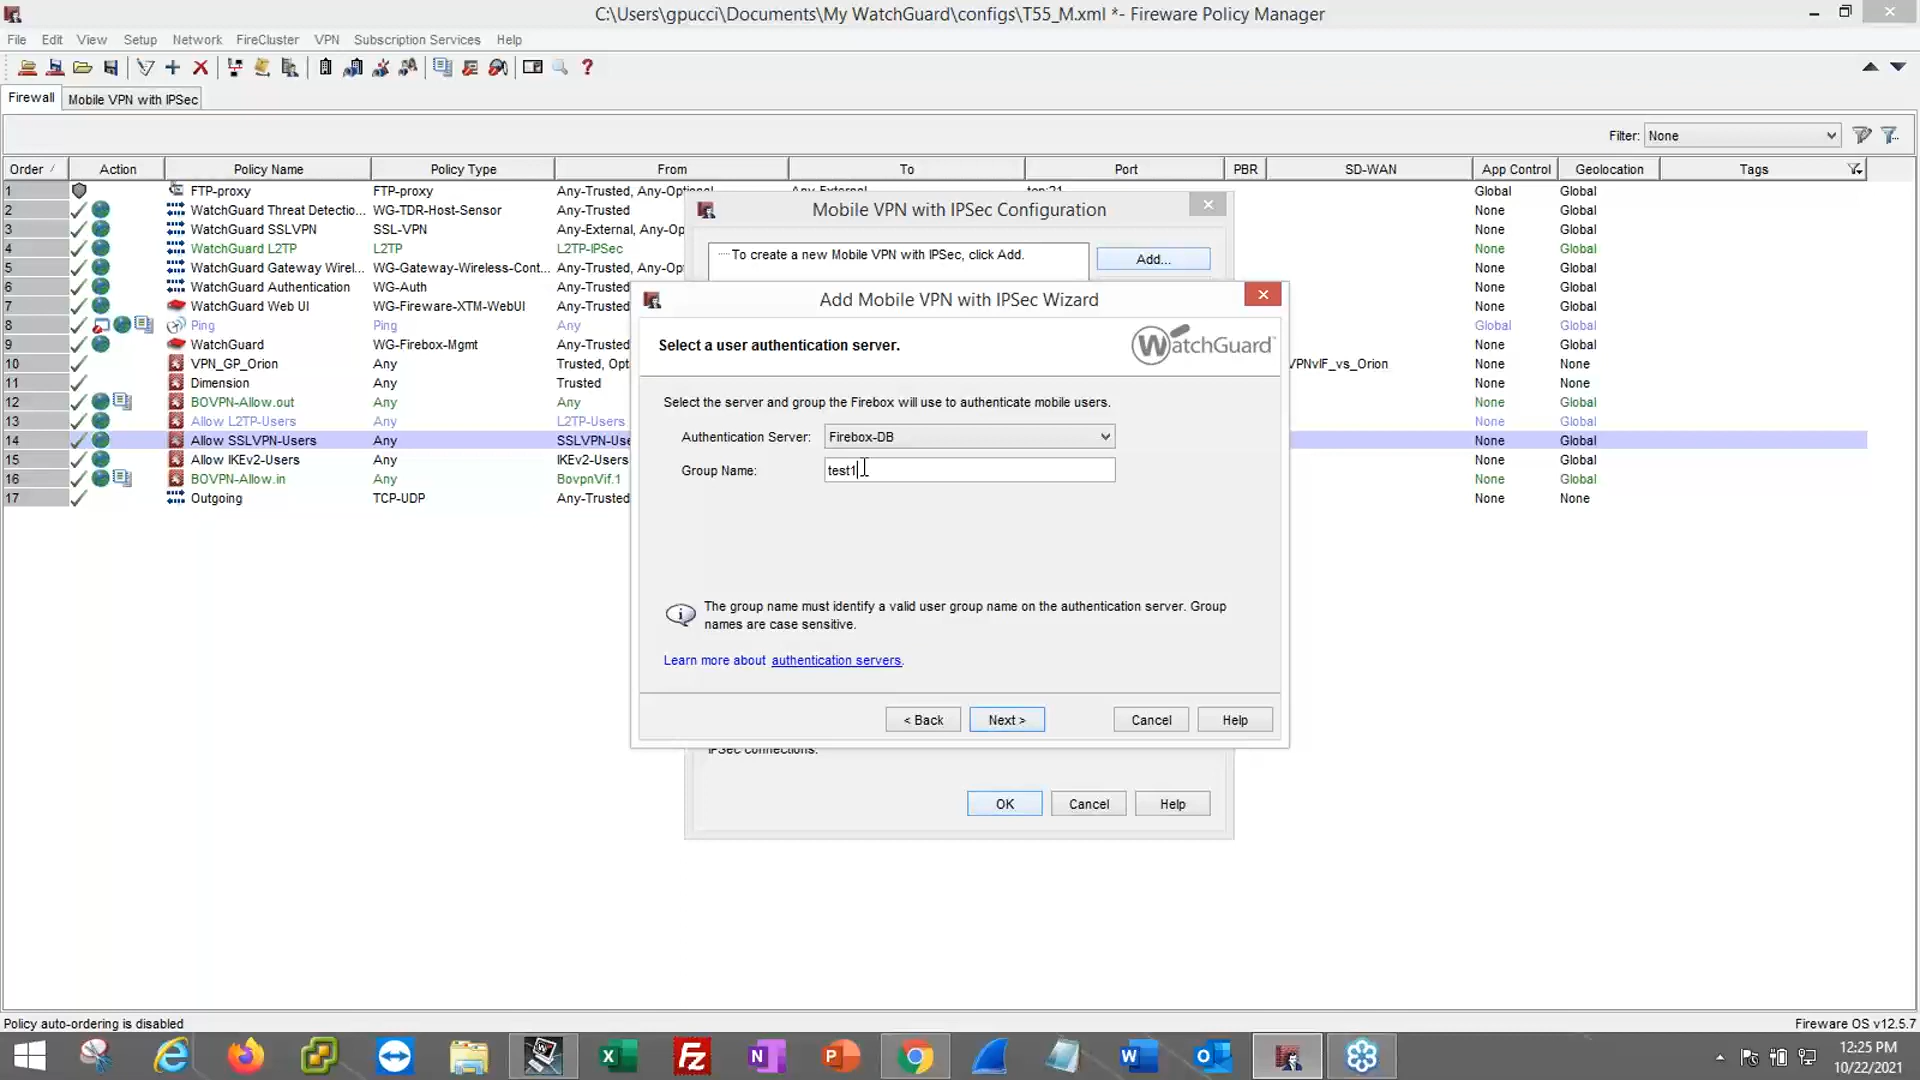 C:\Users\gpucci\Documents\My WatchGuard\configs\T55_M.xml *- Fireware Policy Manager
File Edit View Setup Network FireCluster VPN Subscription Services Help
Firewall Mobile VPN with IPSec
Filter: None
Order Action Policy Name Policy Type From To Port PBR SD-WAN App Control Geolocation Tags
1 FTP-proxy FTP-proxy Any-Trusted, Any-Optional Any-External tcp:21 Global Global
2 WatchGuard Threat Detectio... WG-TDR-Host-Sensor Any-Trusted None Global
3 WatchGuard SSLVPN SSL-VPN Any-External, Any-Op None Global
4 WatchGuard L2TP L2TP L2TP-IPSec None Global
5 WatchGuard Gateway Wirel... WG-Gateway-Wireless-Cont... Any-Trusted, Any-Opt None Global
6 WatchGuard Authentication WG-Auth Any-Trusted None Global
7 WatchGuard Web UI WG-Fireware-XTM-WebUI Any-Trusted None Global
8 Ping Ping Any Global Global
9 WatchGuard WG-Firebox-Mgmt Any-Trusted None Global
10 VPN_GP_Orion Any Trusted, Opt VPNvIF_vs_Orion None None
11 Dimension Any Trusted None None
12 BOVPN-Allow.out Any Any None Global
13 Allow L2TP-Users Any L2TP-Users None Global
14 Allow SSLVPN-Users Any SSLVPN-Use None Global
15 Allow IKEv2-Users Any IKEv2-Users None Global
16 BOVPN-Allow.in Any BovpnVif.1 None Global
17 Outgoing TCP-UDP Any-Trusted None None
Mobile VPN with IPSec Configuration
To create a new Mobile VPN with IPSec, click Add.
Add...
Add Mobile VPN with IPSec Wizard
Select a user authentication server.
WatchGuard
Select the server and group the Firebox will use to authenticate mobile users.
Authentication Server: Firebox-DB
Group Name: test1
The group name must identify a valid user group name on the authentication server. Group
names are case sensitive.
Learn more about authentication servers.
< Back Next > Cancel Help
IPSec connections.
OK Cancel Help
Policy auto-ordering is disabled
Fireware OS v12.5.7
12:25 PM
10/22/2021